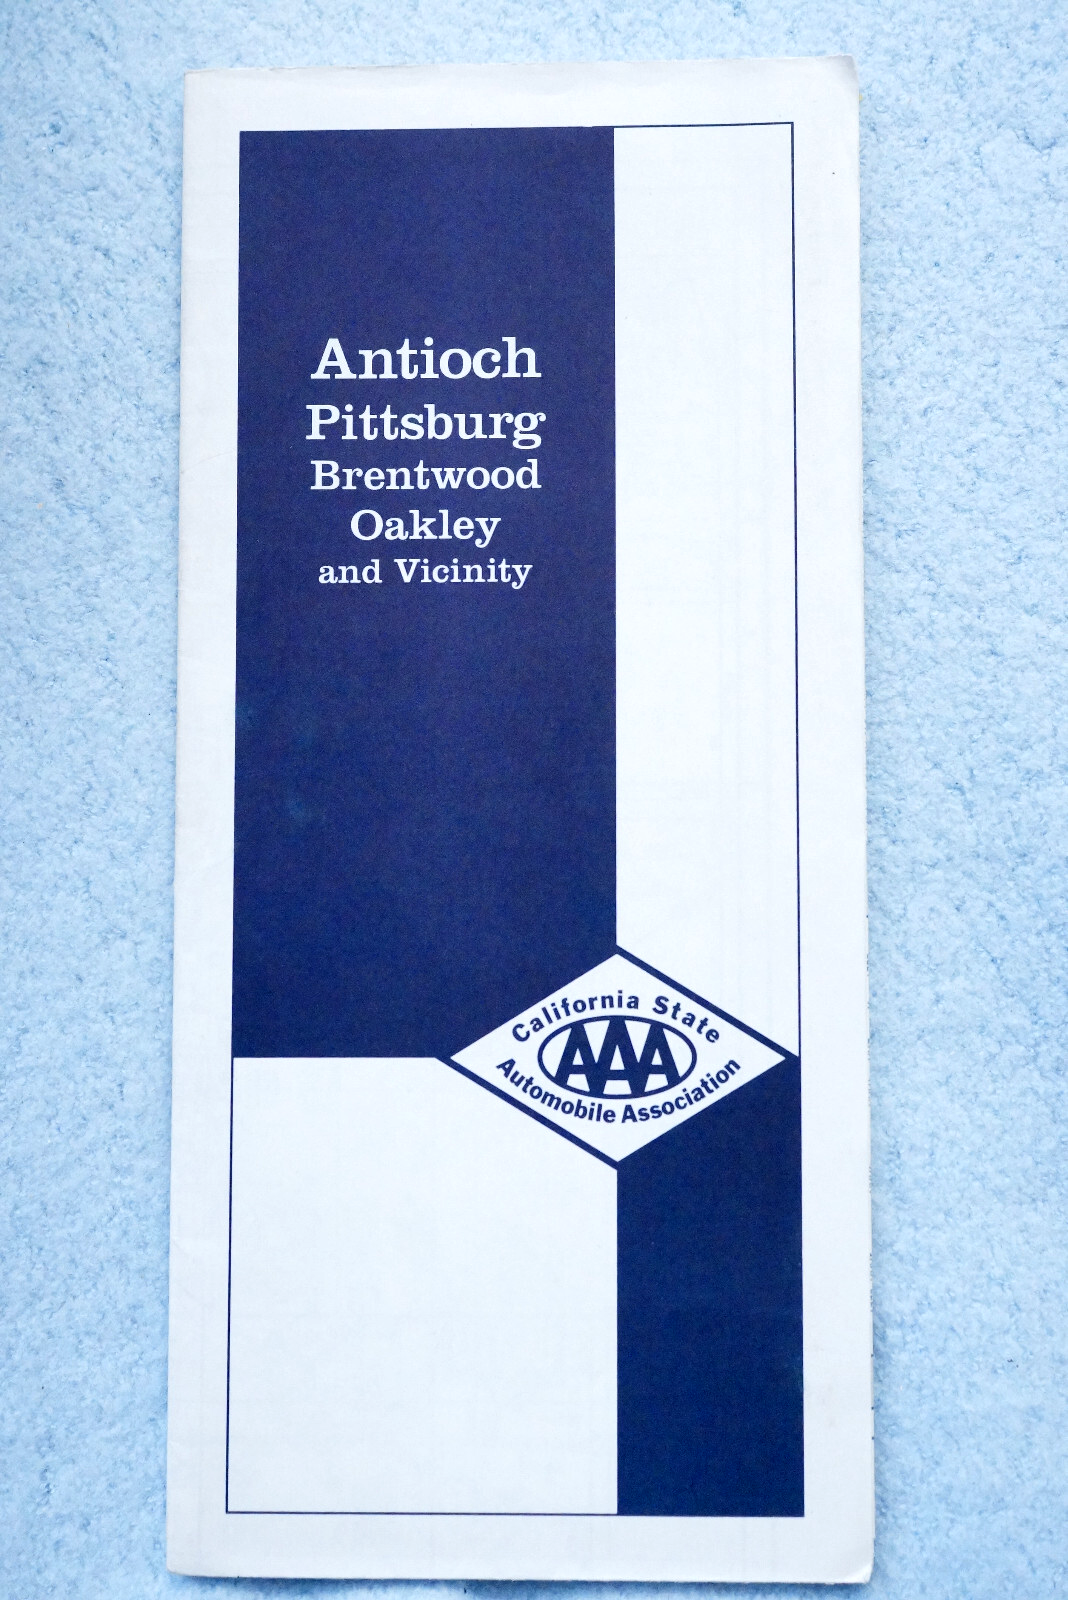 Antioch
Pittsburg
Brentwood
Oakley
and Vicinity
California State
AAA
Automobile Association